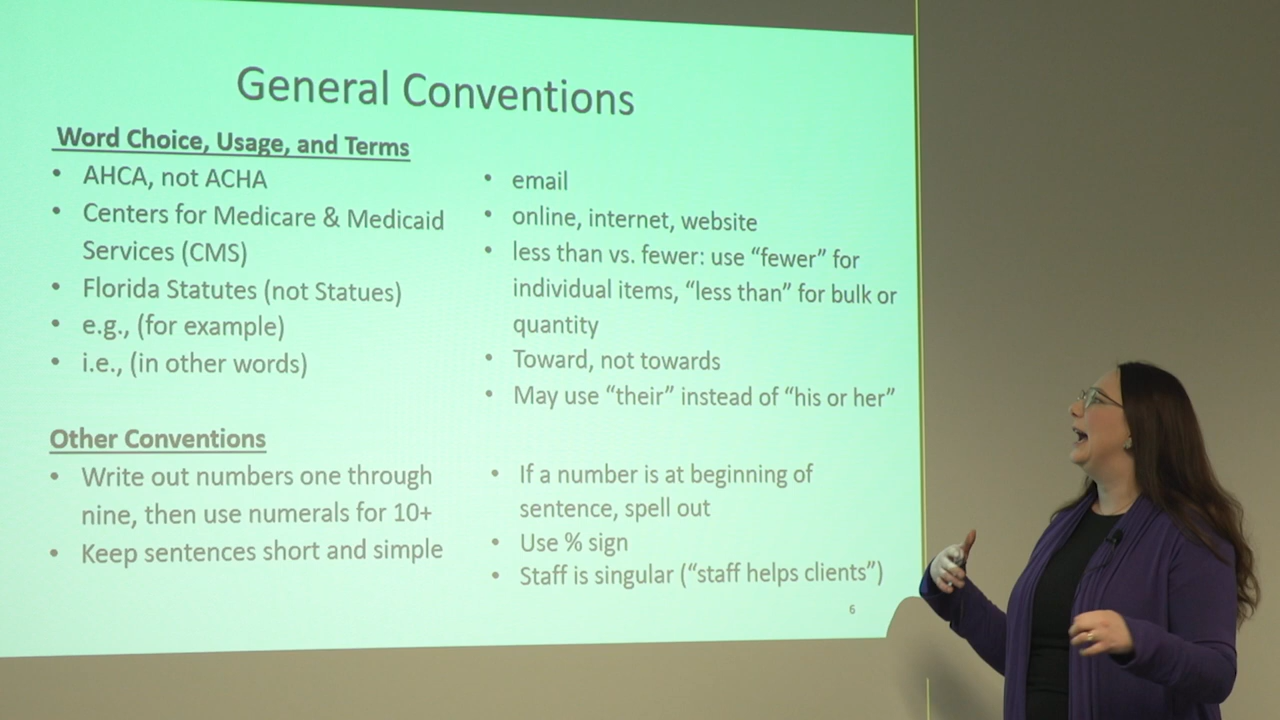 General Conventions
Word Choice, Usage, and Terms
• AHCA, not ACHA
• Centers for Medicare & Medicaid
Services (CMS)
• Florida Statutes (not Statues)
• e.g., (for example)
• i.e., (in other words)
• email
• online, internet, website
• less than vs. fewer: use “fewer” for
individual items, “less than” for bulk or
quantity
• Toward, not towards
• May use “their” instead of “his or her”
Other Conventions
• Write out numbers one through
nine, then use numerals for 10+
• Keep sentences short and simple
• If a number is at beginning of
sentence, spell out
• Use % sign
• Staff is singular (“staff helps clients”)
6